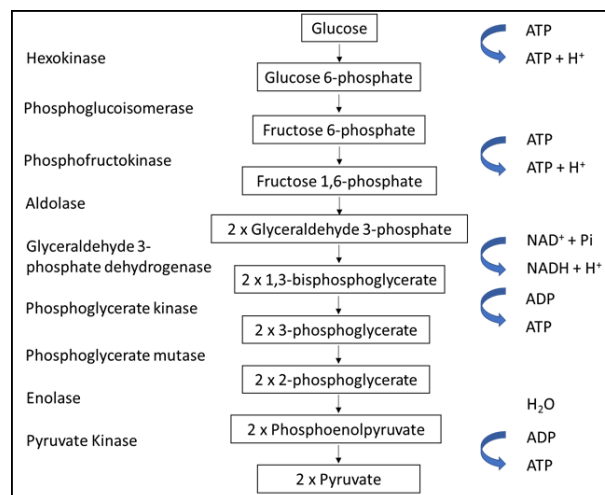 Glucose
ATP
Hexokinase
ATP + H⁺
Glucose 6-phosphate
Phosphoglucoisomerase
Fructose 6-phosphate
ATP
Phosphofructokinase
ATP + H⁺
Fructose 1,6-phosphate
Aldolase
2 x Glyceraldehyde 3-phosphate
Glyceraldehyde 3-
phosphate dehydrogenase
NAD⁺ + Pi
NADH + H⁺
2 x 1,3-bisphosphoglycerate
ADP
Phosphoglycerate kinase
ATP
2 x 3-phosphoglycerate
Phosphoglycerate mutase
2 x 2-phosphoglycerate
Enolase
H₂O
2 x Phosphoenolpyruvate
Pyruvate Kinase
ADP
ATP
2 x Pyruvate